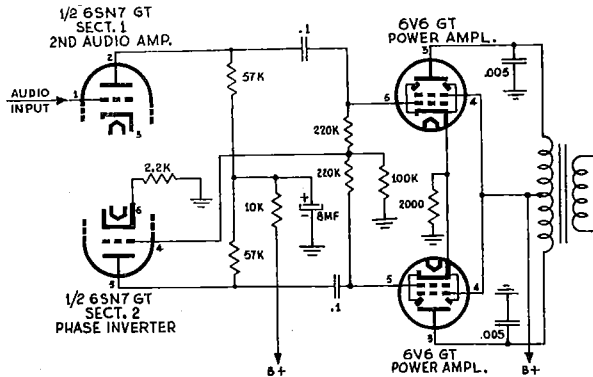 1/2 6SN7 GT
SECT. 1
2ND AUDIO AMP.
AUDIO
INPUT
1
2
3
57K
.1
6V6 GT
POWER AMPL.
3
4
5
.005
220K
220K
2.2K
6
4
5
10K
+
8MF
100K
2000
57K
.1
5
4
3
.005
1/2 6SN7 GT
SECT. 2
PHASE INVERTER
B+
6V6 GT
POWER AMPL.
B+